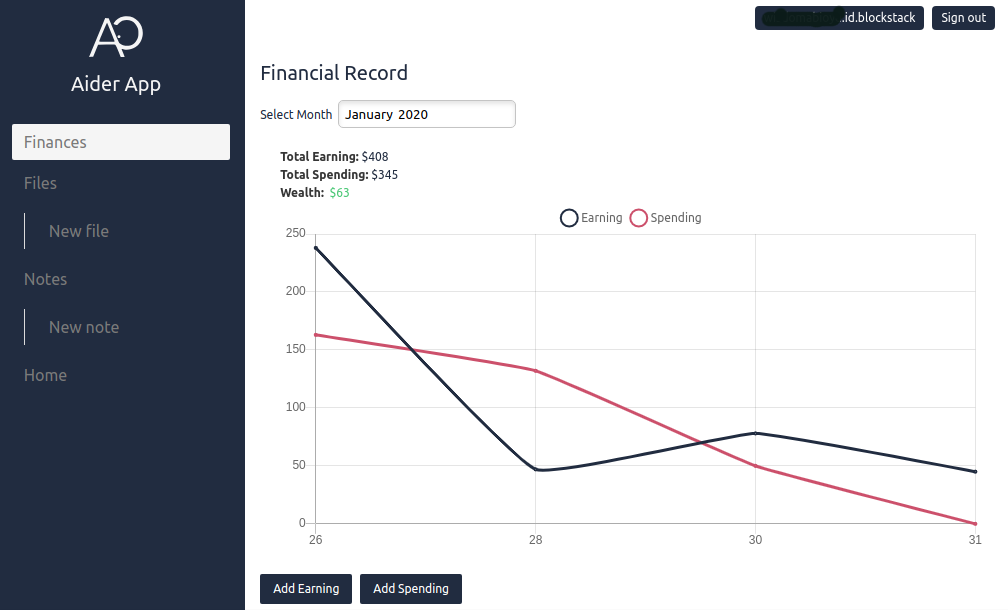 .id.blockstack
Sign out
Aider App
Finances
Files
New file
Notes
New note
Home
Financial Record
Select Month January 2020
Total Earning: $408
Total Spending: $345
Wealth: $63
Earning Spending
250
200
150
100
50
0
26 28 30 31
Add Earning Add Spending